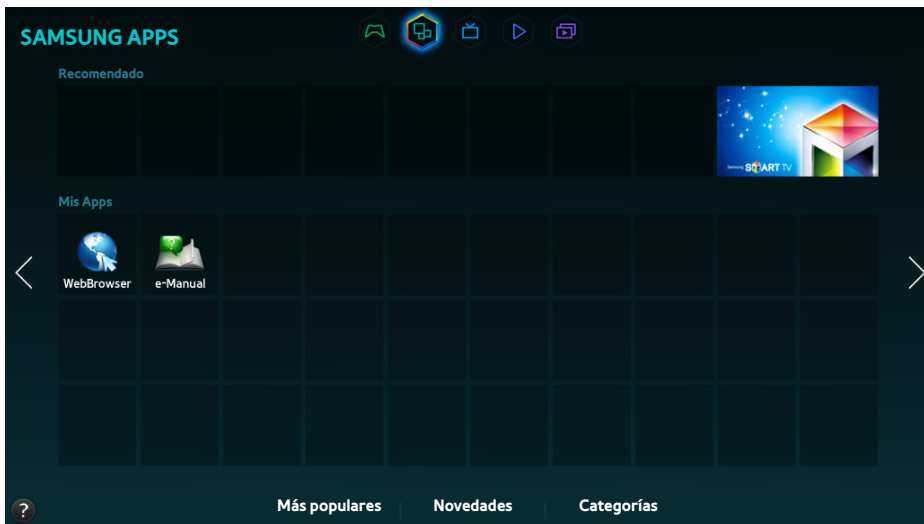 SAMSUNG APPS
Recomendado
Samsung SMART TV
Mis Apps
WebBrowser
e-Manual
Más populares
Novedades
Categorías
?